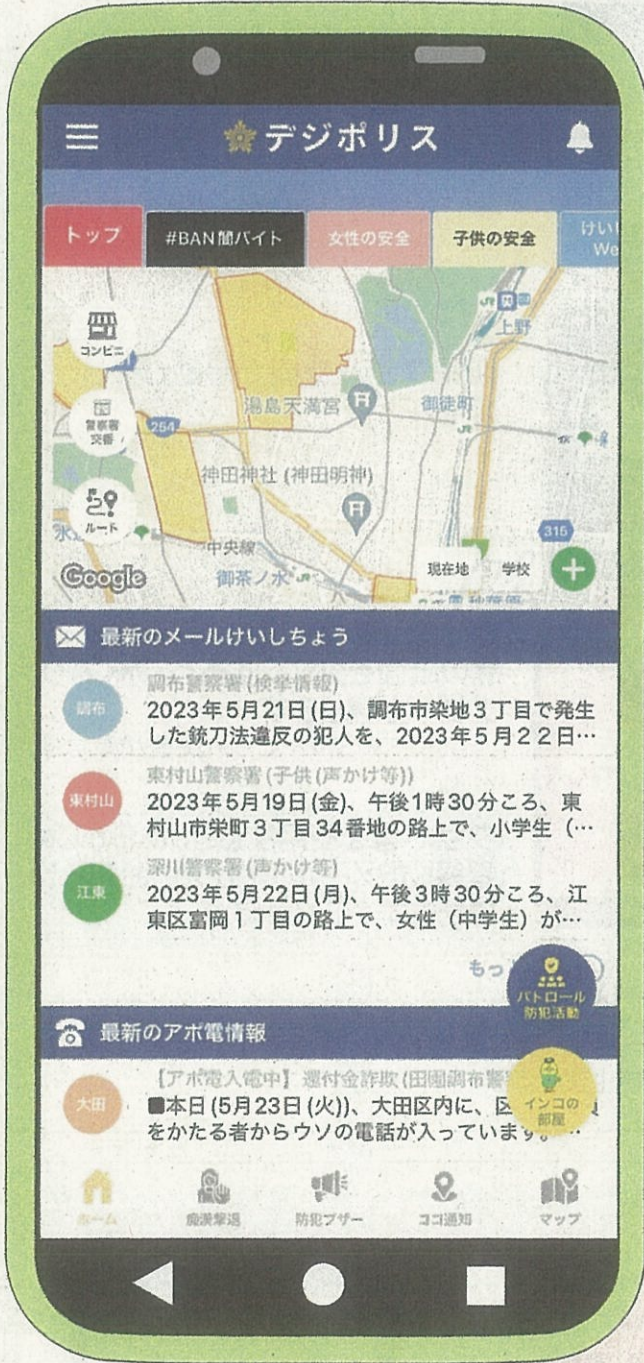 デジポリス
トップ
#BAN闇バイト
女性の安全
子供の安全
コンビニ
上野
湯島天満宮
御徒町
警察署
交番
254
神田神社(神田明神)
ルート
中央線
315
Google
御茶ノ水
現在地
学校
最新のメールけいしちょう
調布
調布警察署(検挙情報)
2023年5月21日(日)、調布市染地3丁目で発生
した銃刀法違反の犯人を、2023年5月22日…
東村山
東村山警察署(子供(声かけ等))
2023年5月19日(金)、午後1時30分ころ、東
村山市栄町3丁目34番地の路上で、小学生(…
江東
深川警察署(声かけ等)
2023年5月22日(月)、午後3時30分ころ、江
東区富岡1丁目の路上で、女性(中学生)が…
もっ
パトロール
防犯活動
最新のアポ電情報
大田
【アポ電入電中】還付金詐欺(田園調布警
■本日(5月23日(火))、大田区内に、区
をかたる者からウソの電話が入っています。…
インコの
部屋
ホーム
痴漢撃退
防犯ブザー
ココ通知
マップ